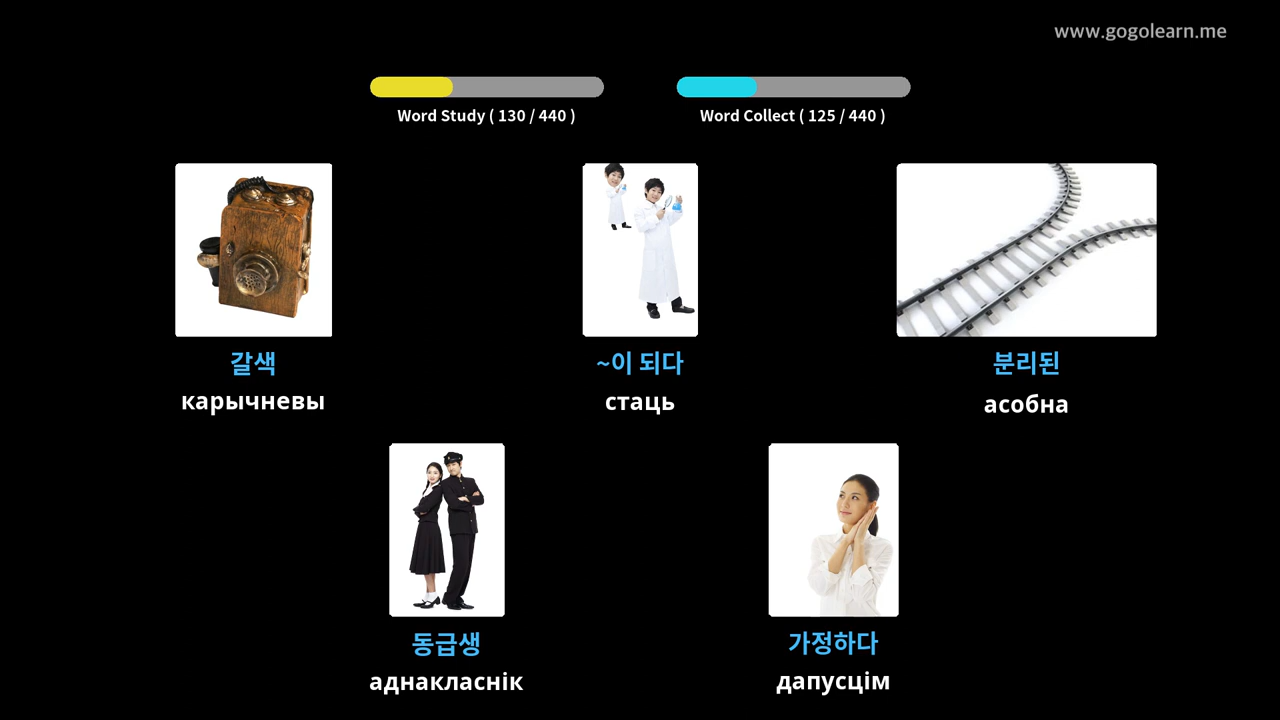 www.gogolearn.me
Word Study ( 130 / 440 )
Word Collect ( 125 / 440 )
갈색
карычневы
~이 되다
стаць
분리된
асобна
동급생
аднакласнік
가정하다
дапусцім